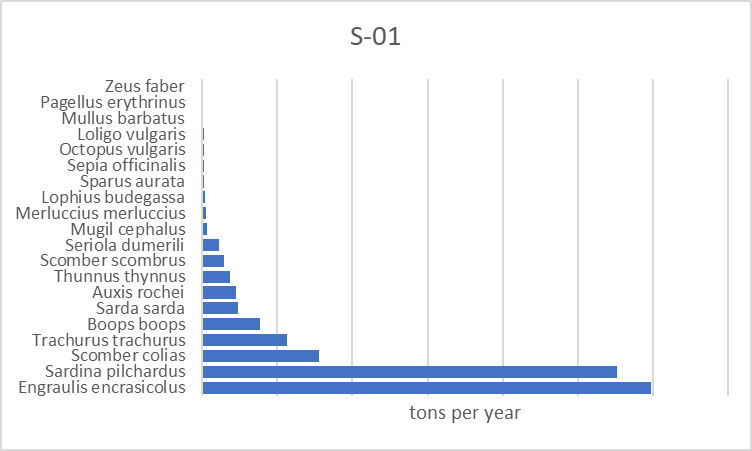 S-01
Zeus faber
Pagellus erythrinus
Mullus barbatus
Loligo vulgaris
Octopus vulgaris
Sepia officinalis
Sparus aurata
Lophius budegassa
Merluccius merluccius
Mugil cephalus
Seriola dumerili
Scomber scombrus
Thunnus thynnus
Auxis rochei
Sarda sarda
Boops boops
Trachurus trachurus
Scomber colias
Sardina pilchardus
Engraulis encrasicolus
tons per year